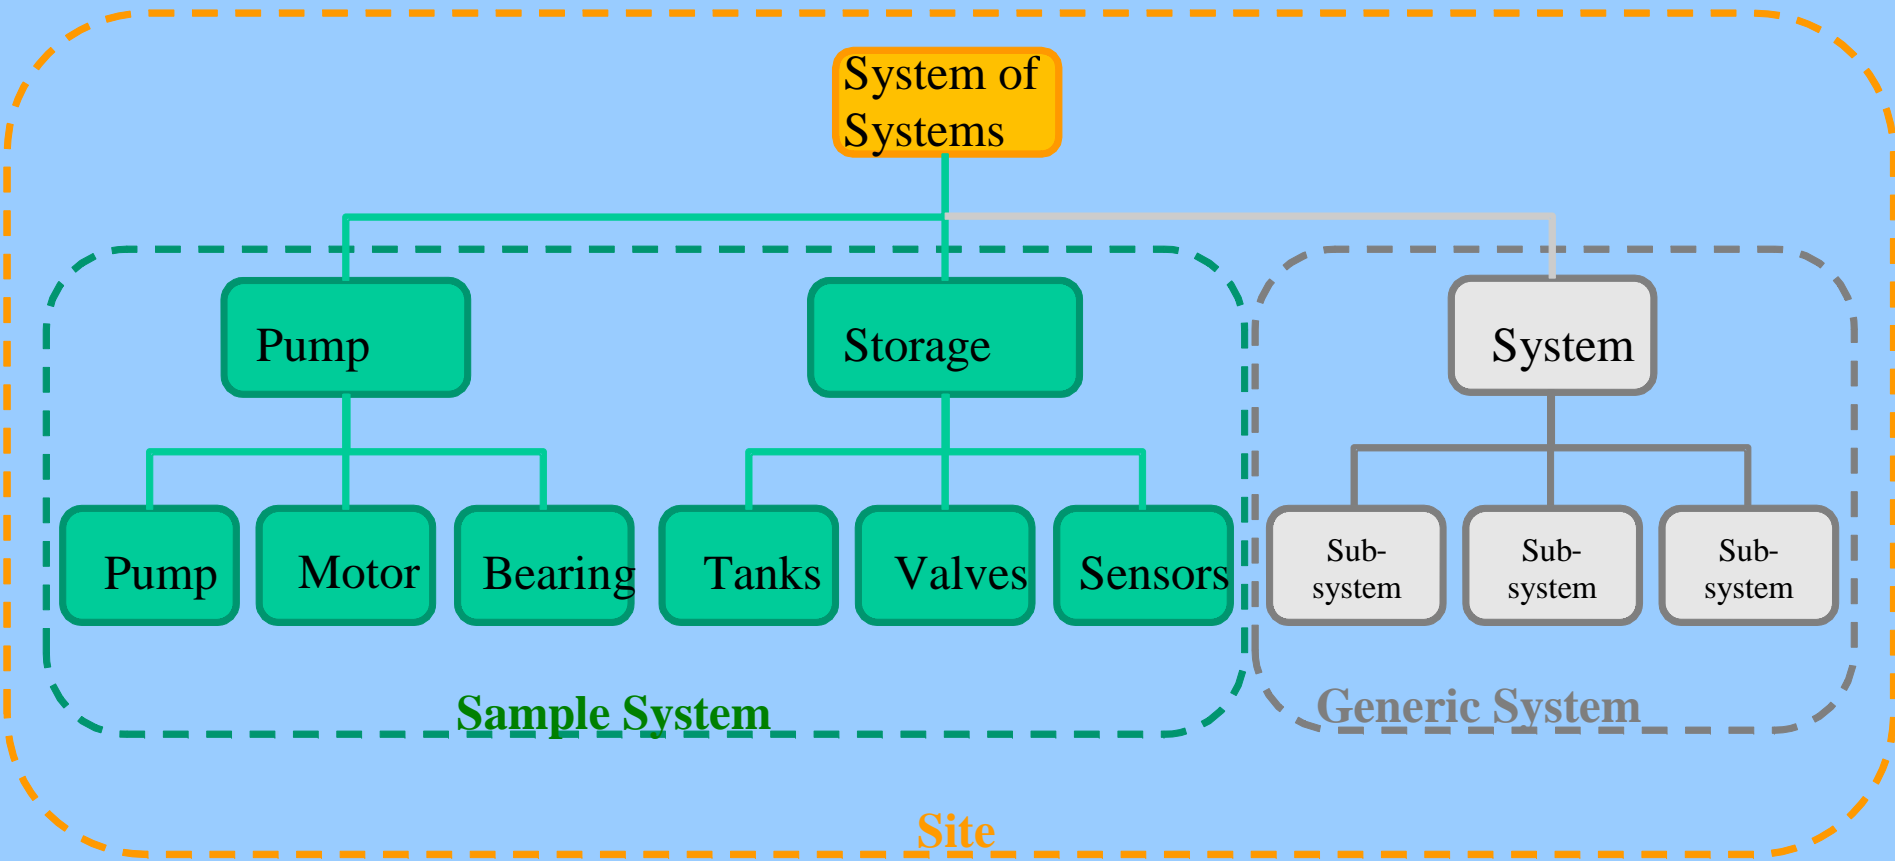 System of
Systems
Pump
Storage
System
Pump
Motor
Bearing
Tanks
Valves
Sensors
Sub-
system
Sub-
system
Sub-
system
Sample System
Generic System
Site